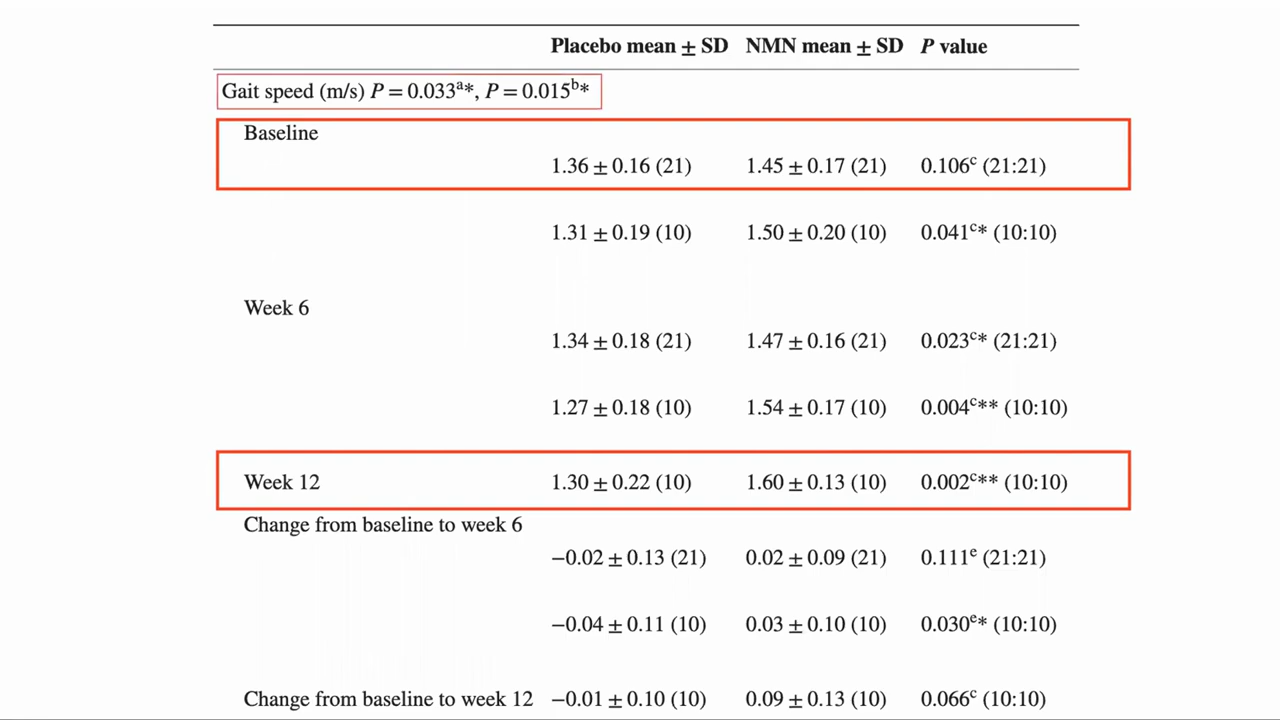 Placebo mean ± SD NMN mean ± SD P value
Gait speed (m/s) P = 0.033ᵃ*, P = 0.015ᵇ*
Baseline
1.36 ± 0.16 (21) 1.45 ± 0.17 (21) 0.106ᶜ (21:21)
1.31 ± 0.19 (10) 1.50 ± 0.20 (10) 0.041ᶜ* (10:10)
Week 6
1.34 ± 0.18 (21) 1.47 ± 0.16 (21) 0.023ᶜ* (21:21)
1.27 ± 0.18 (10) 1.54 ± 0.17 (10) 0.004ᶜ** (10:10)
Week 12 1.30 ± 0.22 (10) 1.60 ± 0.13 (10) 0.002ᶜ** (10:10)
Change from baseline to week 6
−0.02 ± 0.13 (21) 0.02 ± 0.09 (21) 0.111ᵉ (21:21)
−0.04 ± 0.11 (10) 0.03 ± 0.10 (10) 0.030ᵉ* (10:10)
Change from baseline to week 12 −0.01 ± 0.10 (10) 0.09 ± 0.13 (10) 0.066ᶜ (10:10)